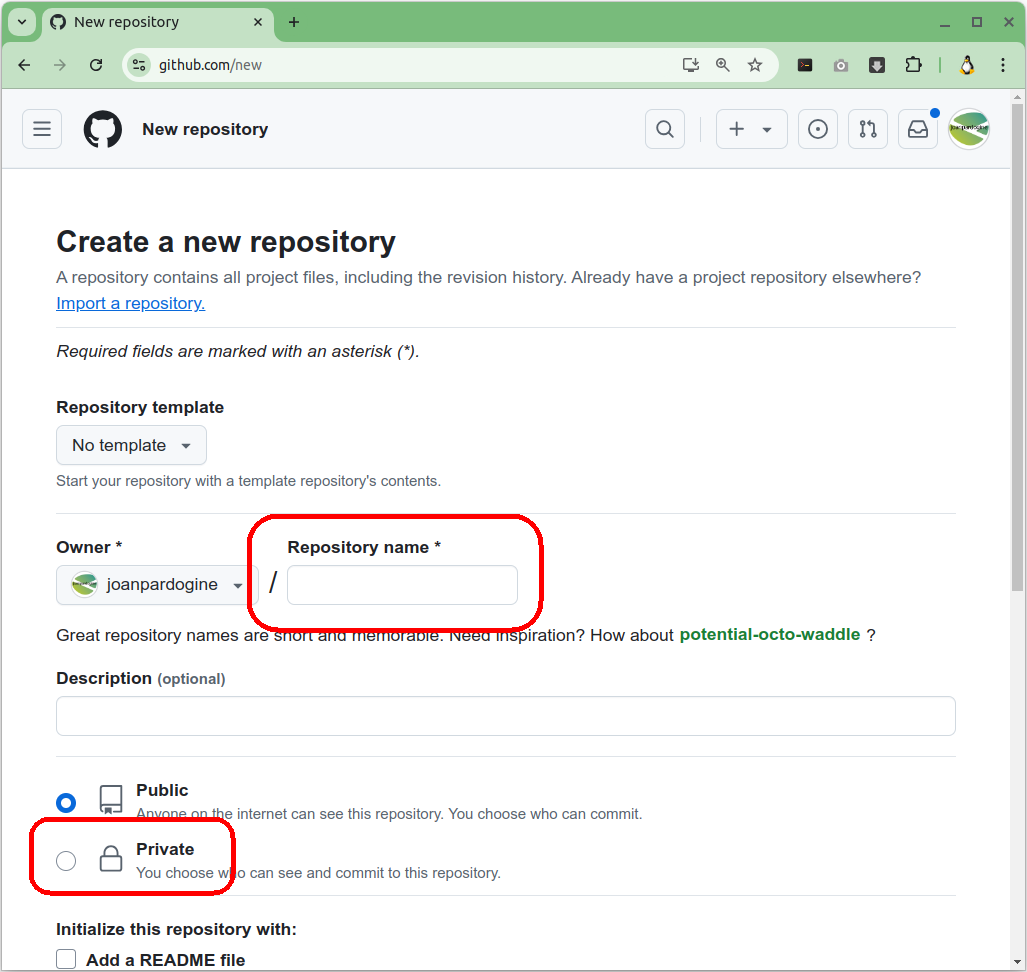 New repository
github.com/new
New repository
Create a new repository
A repository contains all project files, including the revision history. Already have a project repository elsewhere?
Import a repository.
Required fields are marked with an asterisk (*).
Repository template
No template
Start your repository with a template repository's contents.
Owner *
Repository name *
joanpardogine
/
Great repository names are short and memorable. Need inspiration? How about potential-octo-waddle ?
Description (optional)
Public
Anyone on the internet can see this repository. You choose who can commit.
Private
You choose who can see and commit to this repository.
Initialize this repository with:
Add a README file